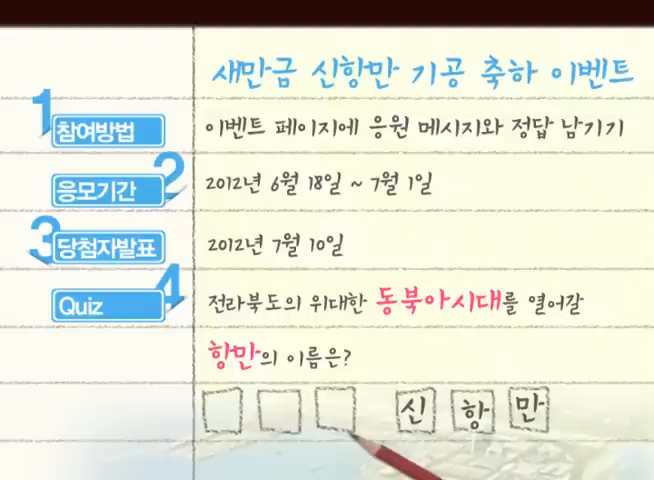 새만금 신항만 기공 축하 이벤트
1 참여방법 이벤트 페이지에 응원 메시지와 정답 남기기
응모기간 2 2012년 6월 18일 ~ 7월 1일
3 당첨자발표 2012년 7월 10일
Quiz 4 전라북도의 위대한 동북아시대를 열어갈
항만의 이름은?
신 항 만